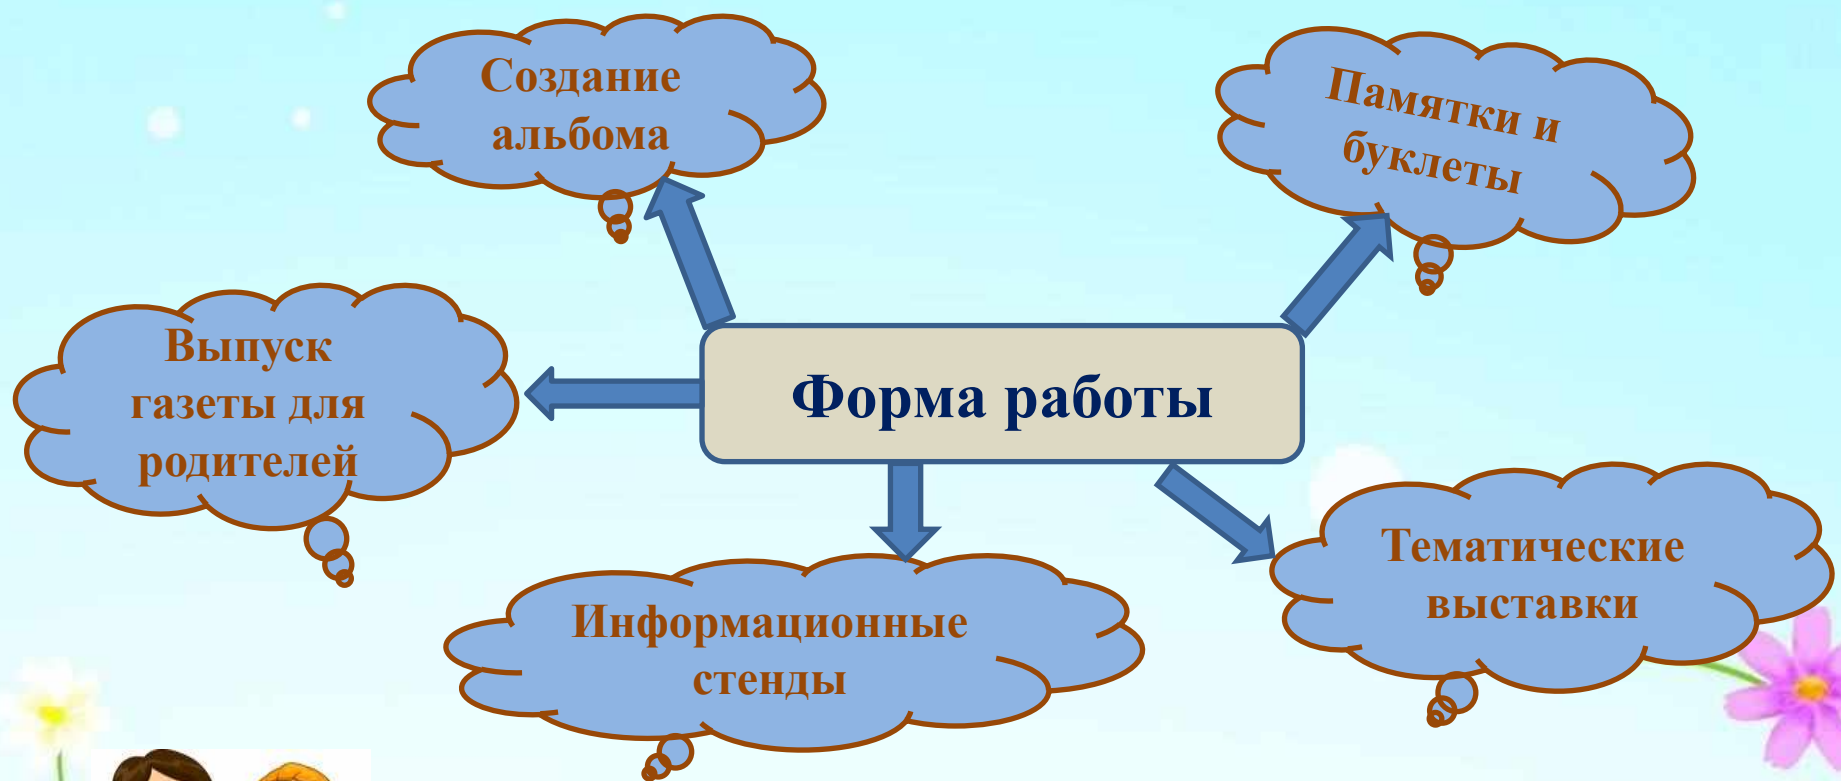 Создание
альбома
Памятки и
буклеты
Выпуск
газеты для
родителей
Форма работы
Тематические
выставки
Информационные
стенды